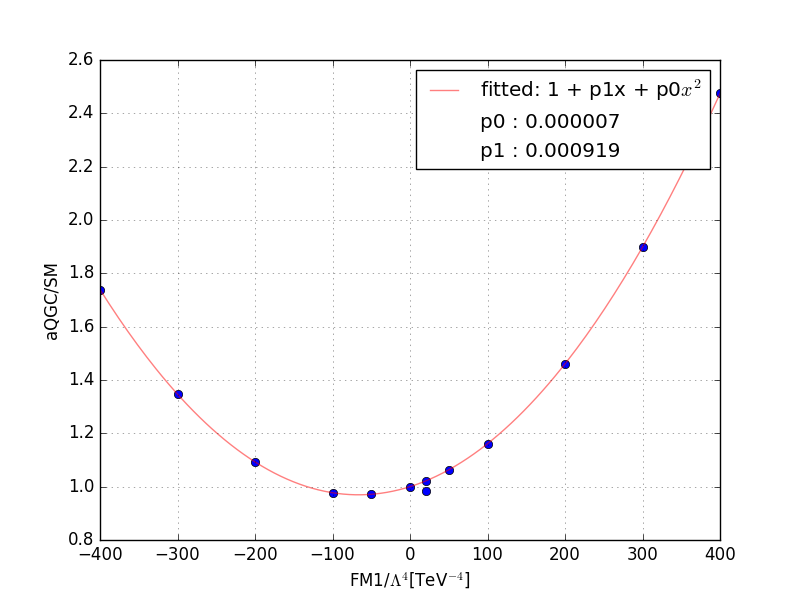 2.6
2.4
2.2
2.0
1.8
1.6
1.4
1.2
1.0
0.8
aQGC/SM
fitted: 1 + p1x + p0x²
p0 : 0.000007
p1 : 0.000919
−400 −300 −200 −100 0 100 200 300 400
FM1/Λ⁴[TeV⁻⁴]